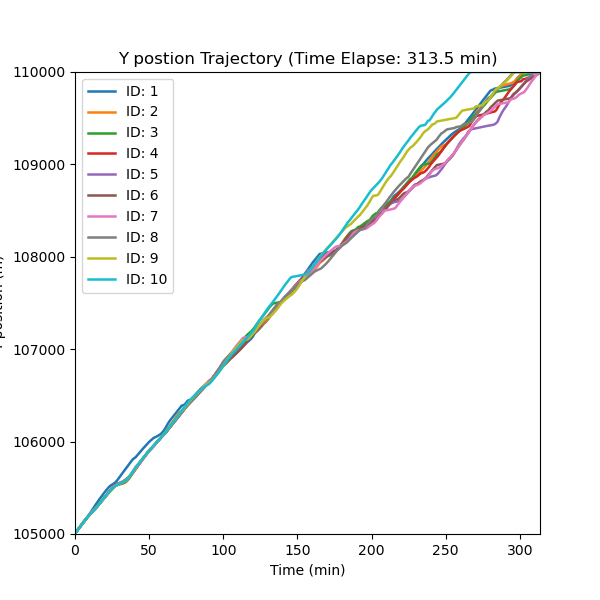 Y postion Trajectory (Time Elapse: 313.5 min)
110000
109000
108000
107000
106000
105000
ID: 1
ID: 2
ID: 3
ID: 4
ID: 5
ID: 6
ID: 7
ID: 8
ID: 9
ID: 10
0 50 100 150 200 250 300
Time (min)